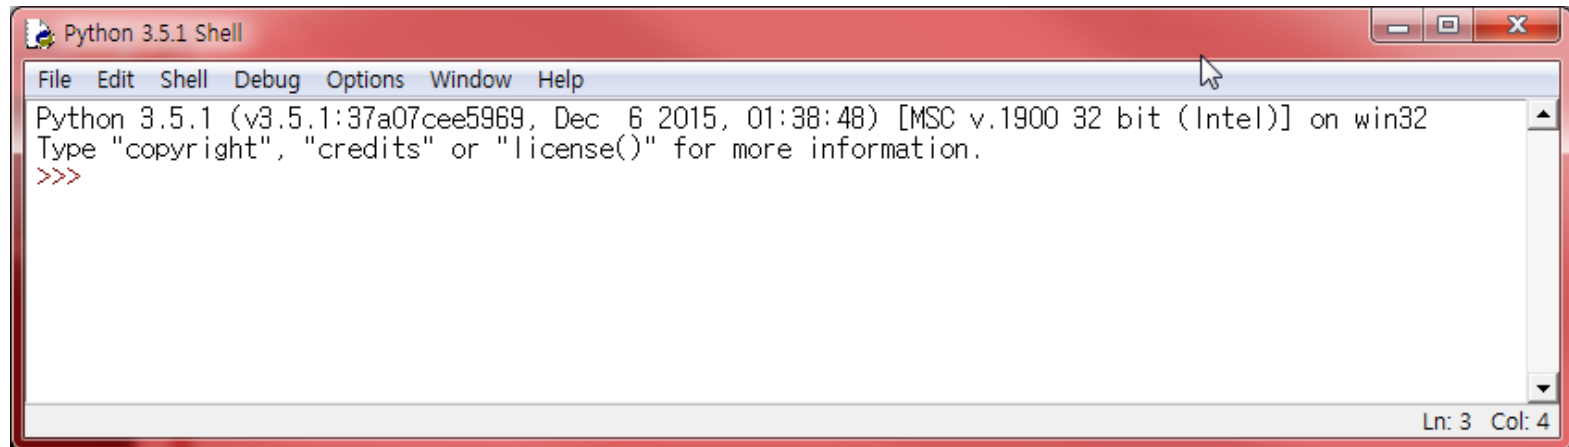 Python 3.5.1 Shell
File Edit Shell Debug Options Window Help
Python 3.5.1 (v3.5.1:37a07cee5969, Dec  6 2015, 01:38:48) [MSC v.1900 32 bit (Intel)] on win32
Type "copyright", "credits" or "license()" for more information.
>>>
Ln: 3 Col: 4